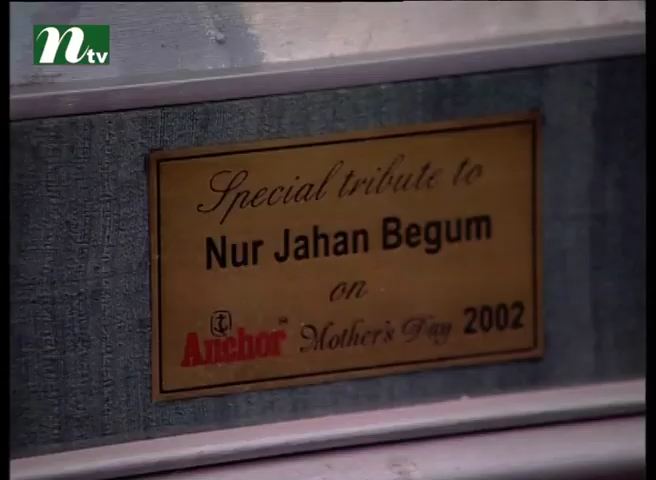 ntv
Special tribute to
Nur Jahan Begum
on
Anchor Mother's Day 2002